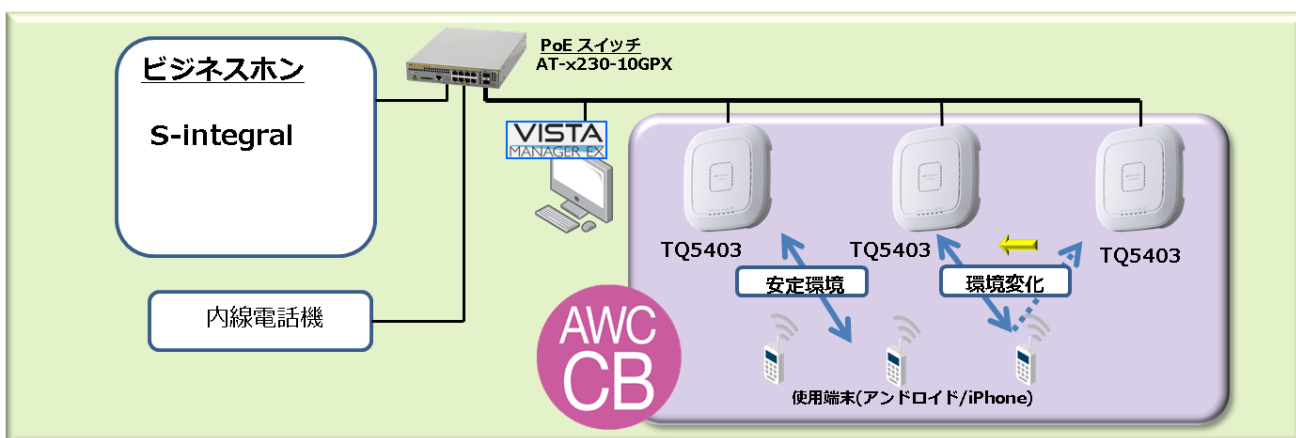 ビジネスホン
S-integral
内線電話機
PoE スイッチ
AT-x230-10GPX
VISTA
MANAGER EX
TQ5403
TQ5403
TQ5403
安定環境
環境変化
AWC
CB
使用端末(アンドロイド/iPhone)